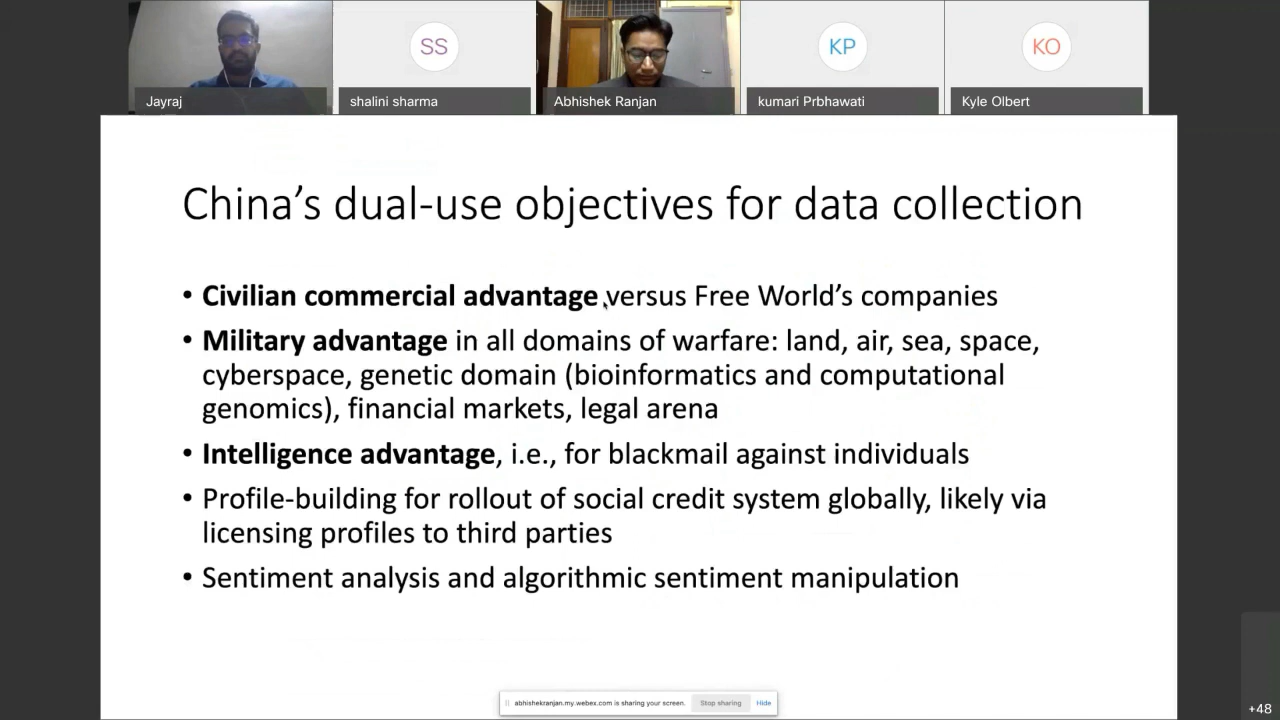 SS
KP
KO
Jayraj
shalini sharma
Abhishek Ranjan
kumari Prbhawati
Kyle Olbert
China’s dual-use objectives for data collection
• Civilian commercial advantage versus Free World’s companies
• Military advantage in all domains of warfare: land, air, sea, space,
cyberspace, genetic domain (bioinformatics and computational
genomics), financial markets, legal arena
• Intelligence advantage, i.e., for blackmail against individuals
• Profile-building for rollout of social credit system globally, likely via
licensing profiles to third parties
• Sentiment analysis and algorithmic sentiment manipulation
abhishekranjan.my.webex.com is sharing your screen. Stop sharing Hide
+48